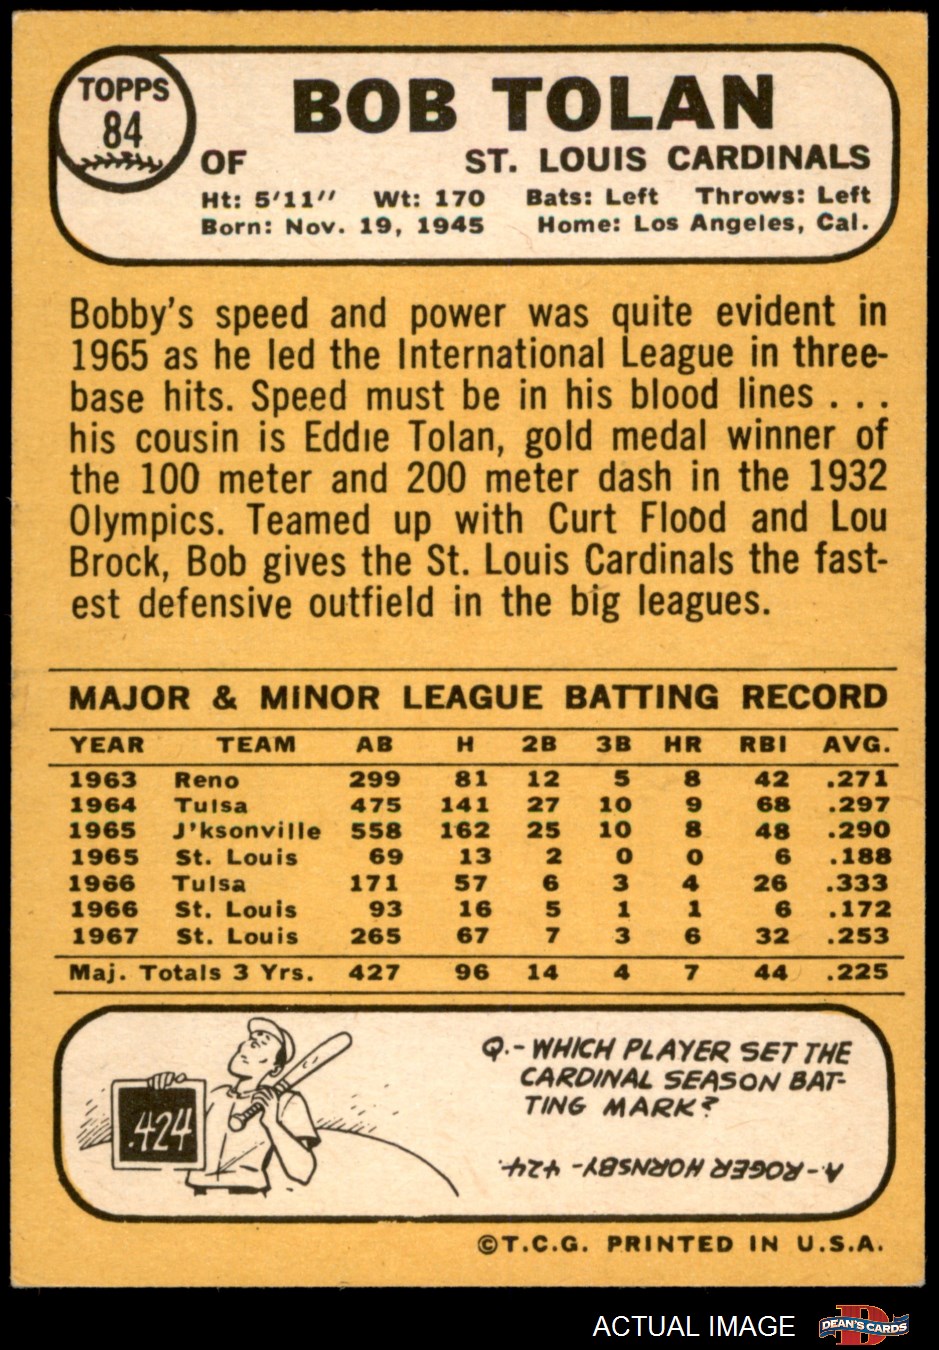 TOPPS
84
BOB TOLAN
OF ST. LOUIS CARDINALS
Ht: 5'11'' Wt: 170 Bats: Left Throws: Left
Born: Nov. 19, 1945 Home: Los Angeles, Cal.
Bobby's speed and power was quite evident in
1965 as he led the International League in three-
base hits. Speed must be in his blood lines . . .
his cousin is Eddie Tolan, gold medal winner of
the 100 meter and 200 meter dash in the 1932
Olympics. Teamed up with Curt Flood and Lou
Brock, Bob gives the St. Louis Cardinals the fast-
est defensive outfield in the big leagues.
MAJOR & MINOR LEAGUE BATTING RECORD
YEAR TEAM AB H 2B 3B HR RBI AVG.
1963 Reno 299 81 12 5 8 42 .271
1964 Tulsa 475 141 27 10 9 68 .297
1965 J'ksonville 558 162 25 10 8 48 .290
1965 St. Louis 69 13 2 0 0 6 .188
1966 Tulsa 171 57 6 3 4 26 .333
1966 St. Louis 93 16 5 1 1 6 .172
1967 St. Louis 265 67 7 3 6 32 .253
Maj. Totals 3 Yrs. 427 96 14 4 7 44 .225
.424
Q.- WHICH PLAYER SET THE
CARDINAL SEASON BAT-
TING MARK?
A- ROGER HORNSBY- .424.
©T.C.G. PRINTED IN U.S.A.
ACTUAL IMAGE
DEAN'S CARDS